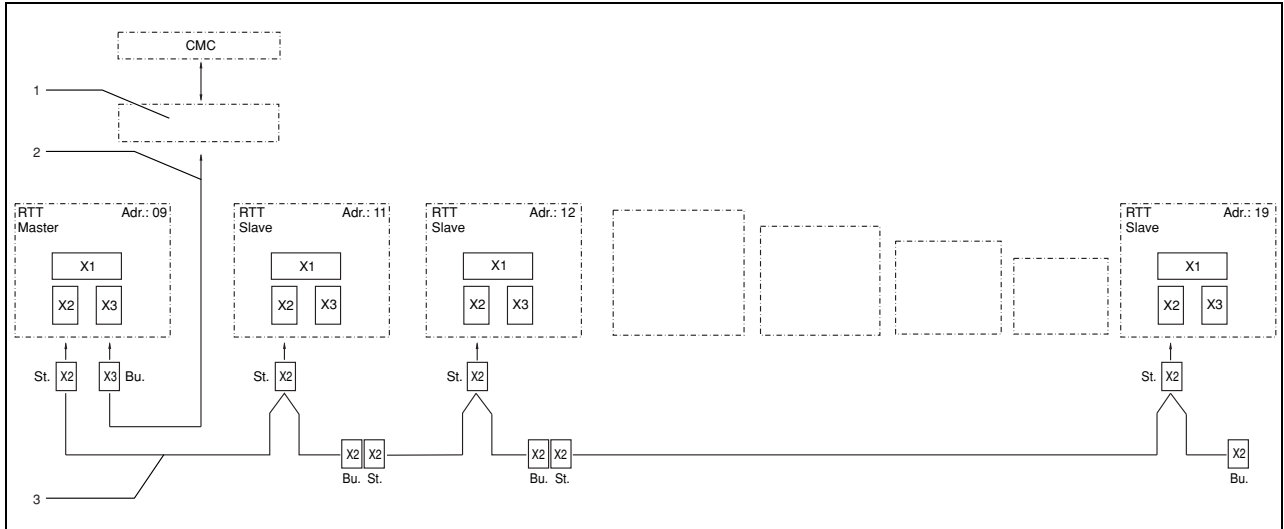 CMC
1
2
RTT Adr.: 09
Master
X1
X2 X3
RTT Adr.: 11
Slave
X1
X2 X3
RTT Adr.: 12
Slave
X1
X2 X3
RTT Adr.: 19
Slave
X1
X2 X3
St. X2 X3 Bu.
St. X2
St. X2
St. X2
X2 X2
Bu. St.
X2 X2
Bu. St.
X2
Bu.
3